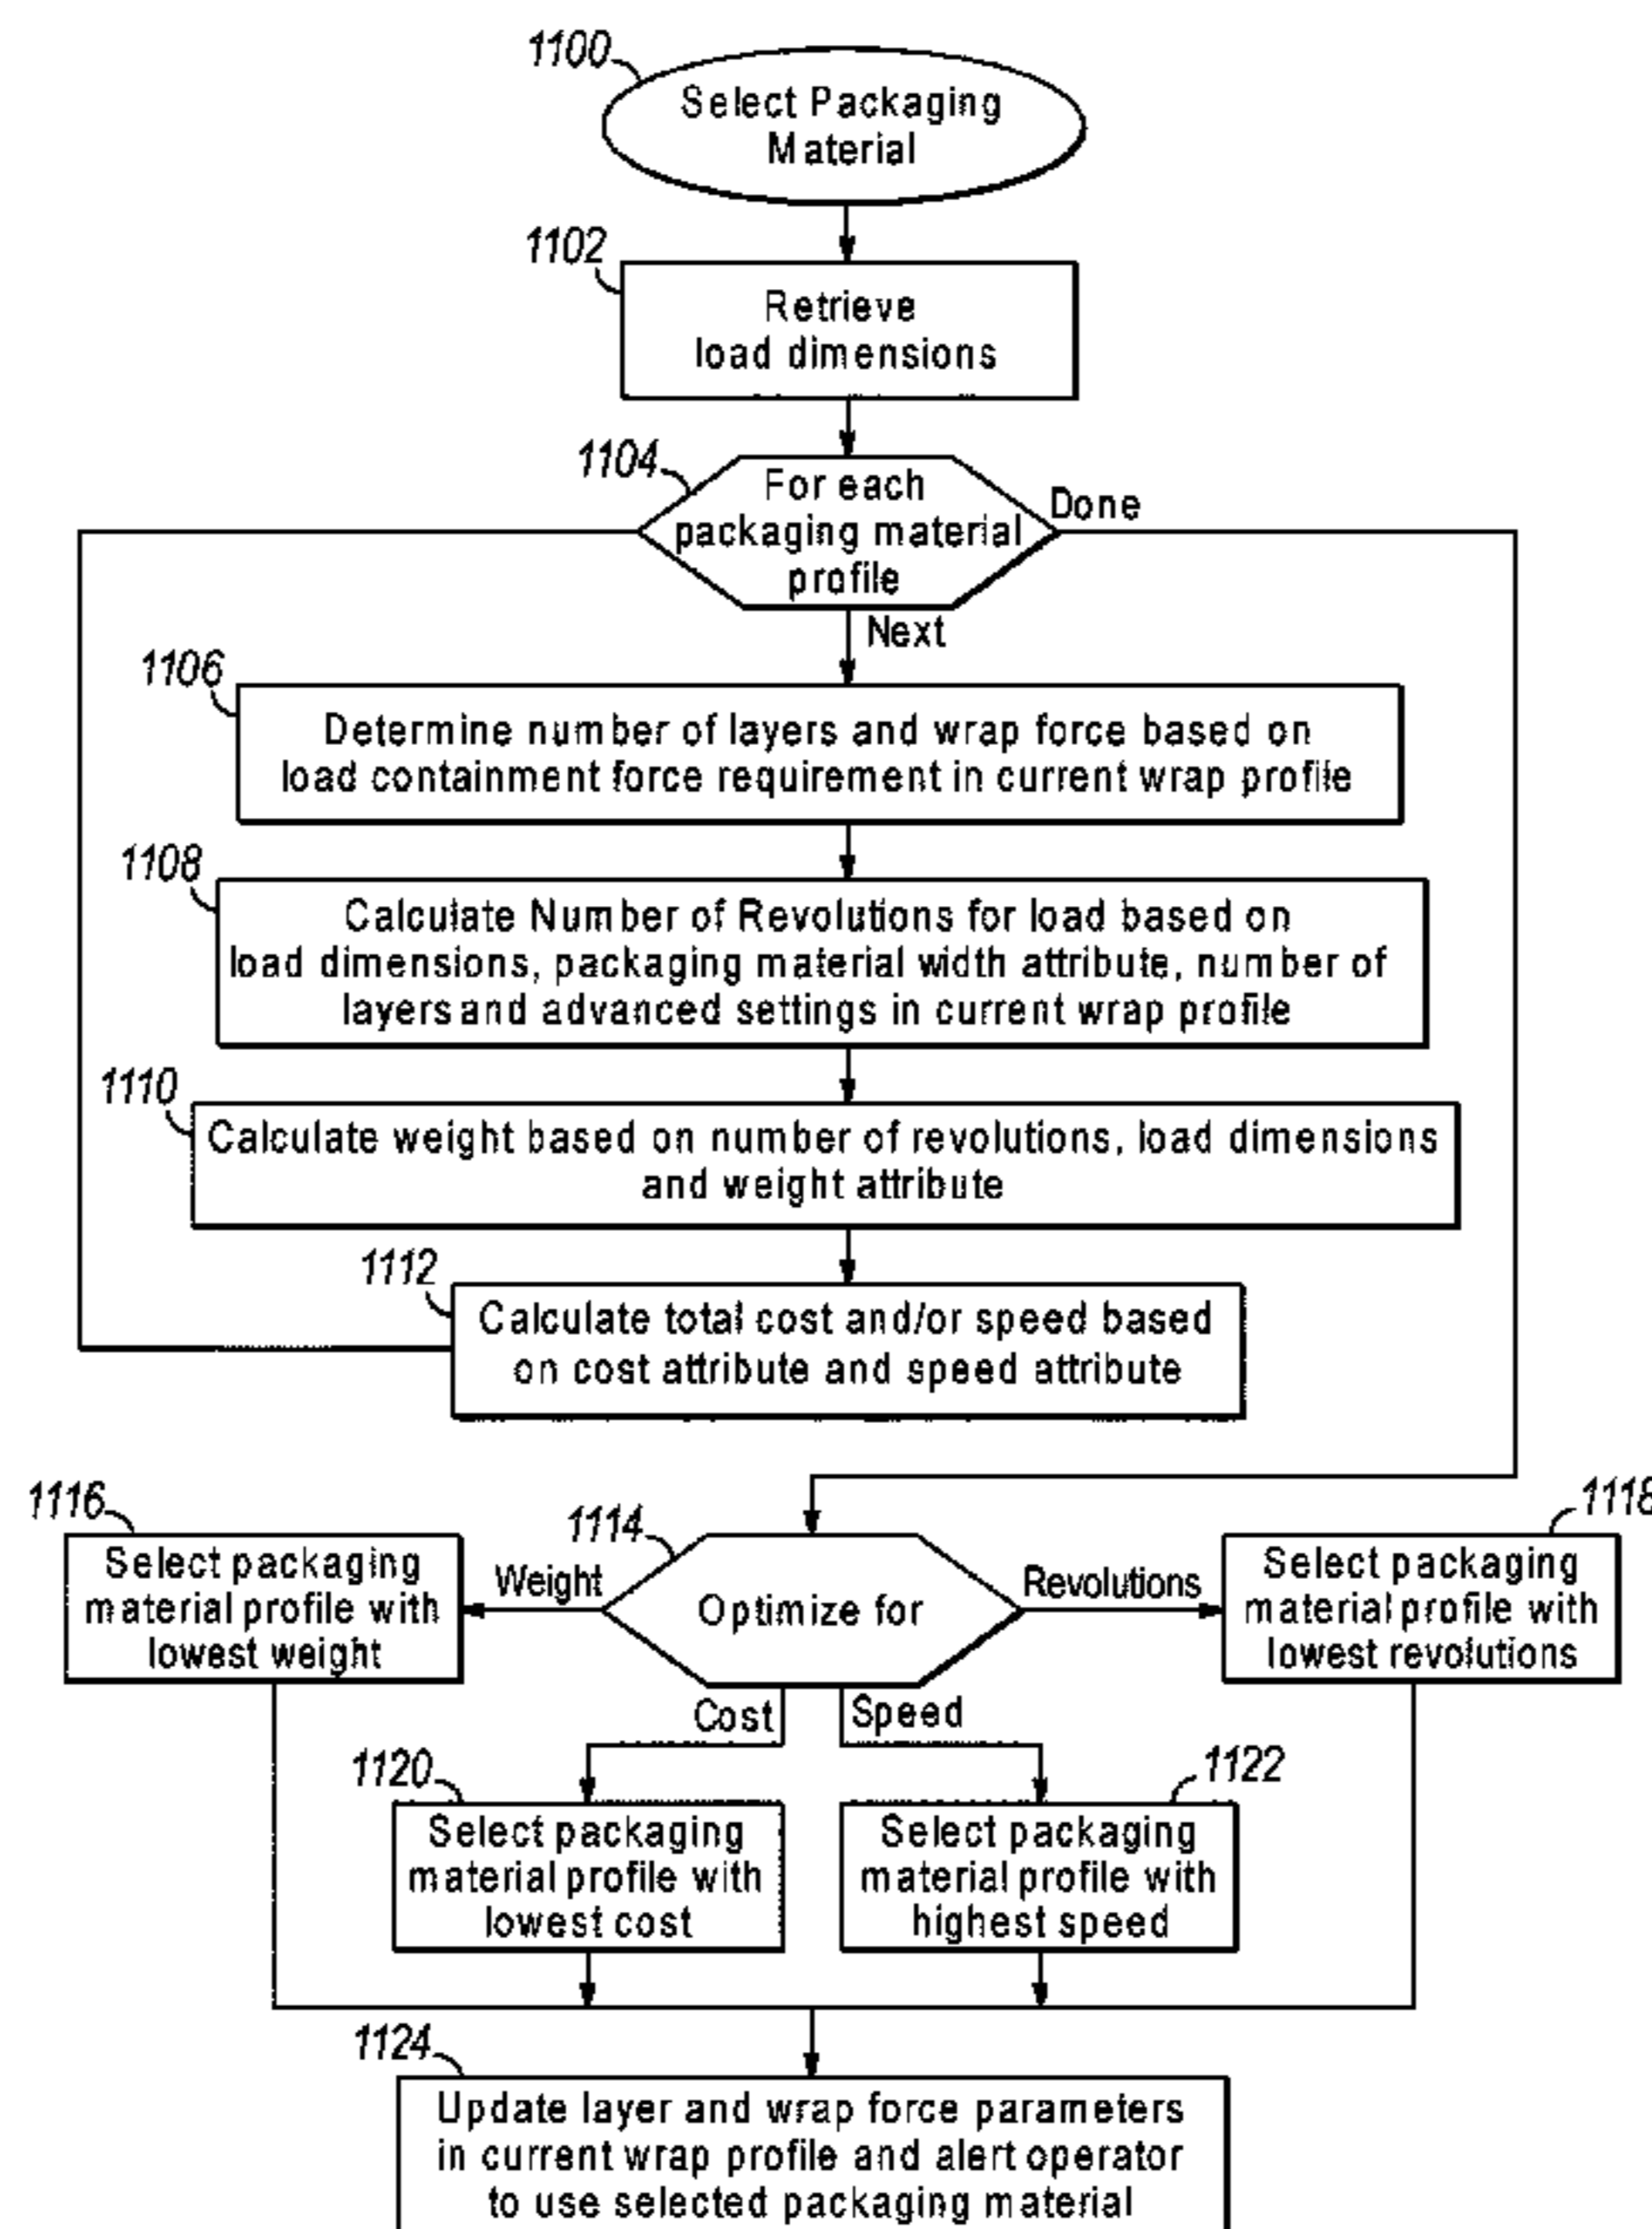 1100
Select Packaging
Material
1102
Retrieve
load dimensions
1104
For each
packaging material
profile
Done
Next
1106
Determine number of layers and wrap force based on
load containment force requirement in current wrap profile
1108
Calculate Number of Revolutions for load based on
load dimensions, packaging material width attribute, number of
layers and advanced settings in current wrap profile
1110
Calculate weight based on number of revolutions, load dimensions
and weight attribute
1112
Calculate total cost and/or speed based
on cost attribute and speed attribute
1116
Select packaging
material profile with
lowest weight
Weight
1114
Optimize for
Revolutions
1118
Select packaging
material profile with
lowest revolutions
Cost
Speed
1120
Select packaging
material profile with
lowest cost
1122
Select packaging
material profile with
highest speed
1124
Update layer and wrap force parameters
in current wrap profile and alert operator
to use selected packaging material